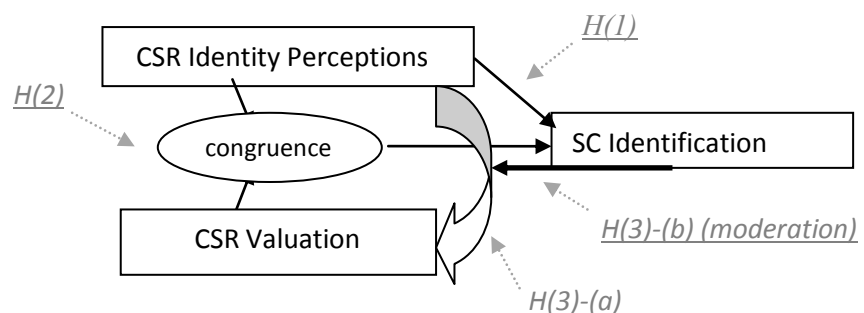 H(1)
CSR Identity Perceptions
H(2)
congruence
SC Identification
CSR Valuation
H(3)-(b) (moderation)
H(3)-(a)